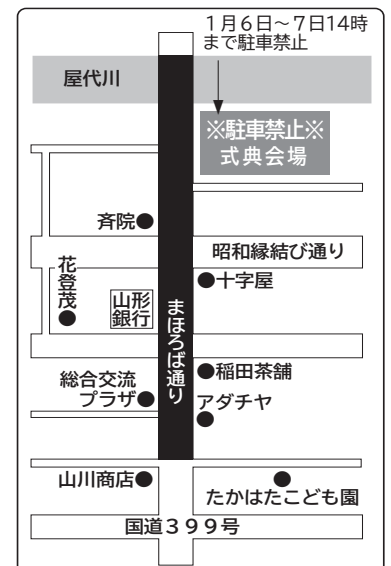 1月6日～7日14時
まで駐車禁止
屋代川
※駐車禁止※
式典会場
斉院●
昭和縁結び通り
花登茂
●
山形
銀行
●十字屋
まほろば通り
総合交流
プラザ●
●稲田茶舗
アダチヤ
●
山川商店●
●
たかはたこども園
国道399号